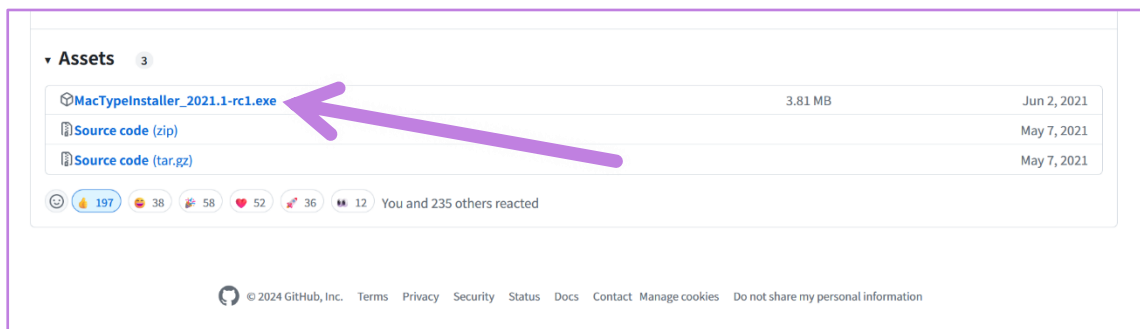 Assets 3
MacTypeInstaller_2021.1-rc1.exe 3.81 MB Jun 2, 2021
Source code (zip) May 7, 2021
Source code (tar.gz) May 7, 2021
197 38 58 52 36 12 You and 235 others reacted
© 2024 GitHub, Inc. Terms Privacy Security Status Docs Contact Manage cookies Do not share my personal information